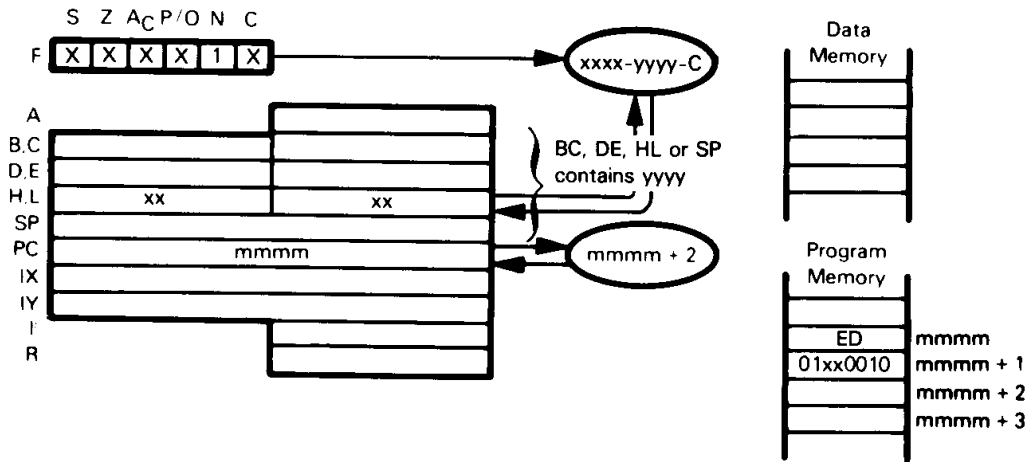 S Z AC P/O N C
F X X X X 1 X
xxxx-yyyy-C
Data
Memory
A
B,C
D,E
H,L xx xx
SP
PC mmmm
IX
IY
I
R
BC, DE, HL or SP
contains yyyy
mmmm + 2
Program
Memory
ED mmmm
01xx0010 mmmm + 1
mmmm + 2
mmmm + 3